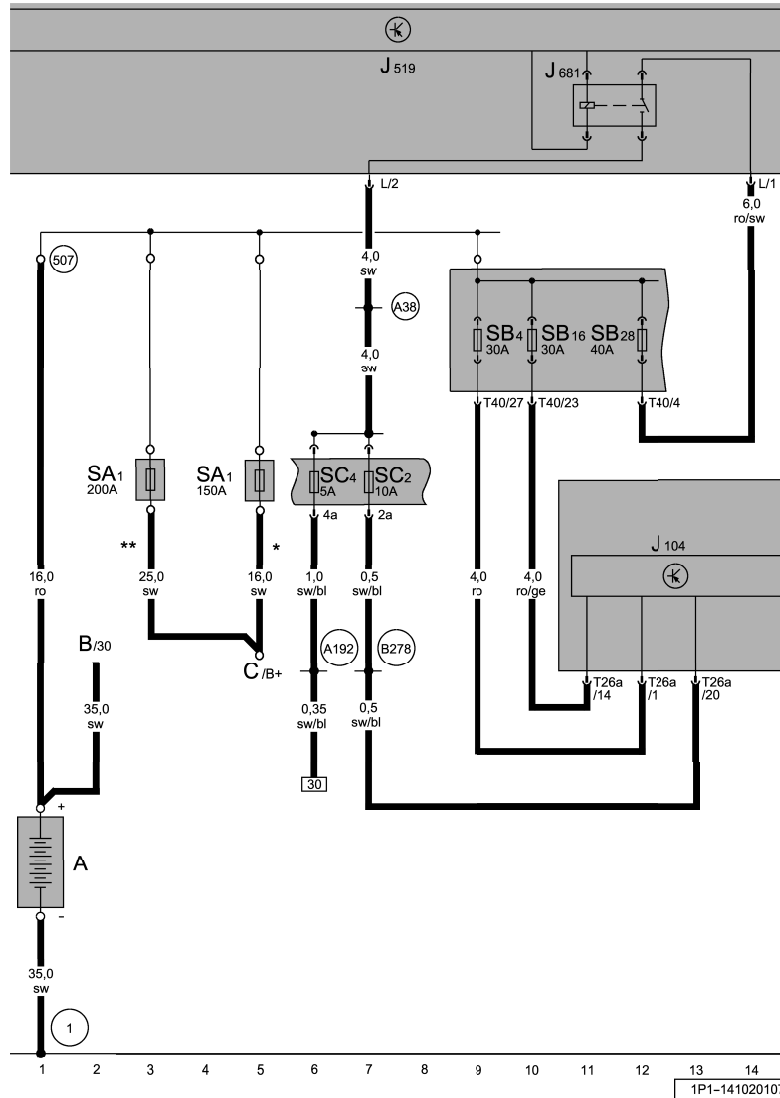 J 519
J 681
L/2
L/1
6,0
ro/sw
507
4,0
sw
A38
4,0
sw
SB4
30A
SB16
30A
SB28
40A
T40/27
T40/23
T40/4
SA1
200A
SA1
150A
SC4
5A
SC2
10A
4a
2a
**
*
J 104
16,0
ro
25,0
sw
16,0
sw
1,0
sw/bl
0,5
sw/bl
4,0
ro
4,0
ro/ge
B/30
C/B+
A192
B278
T26a
/14
T26a
/1
T26a
/20
35,0
sw
0,35
sw/bl
0,5
sw/bl
30
+
A
-
35,0
sw
1
1 2 3 4 5 6 7 8 9 10 11 12 13 14
1P1-14102010